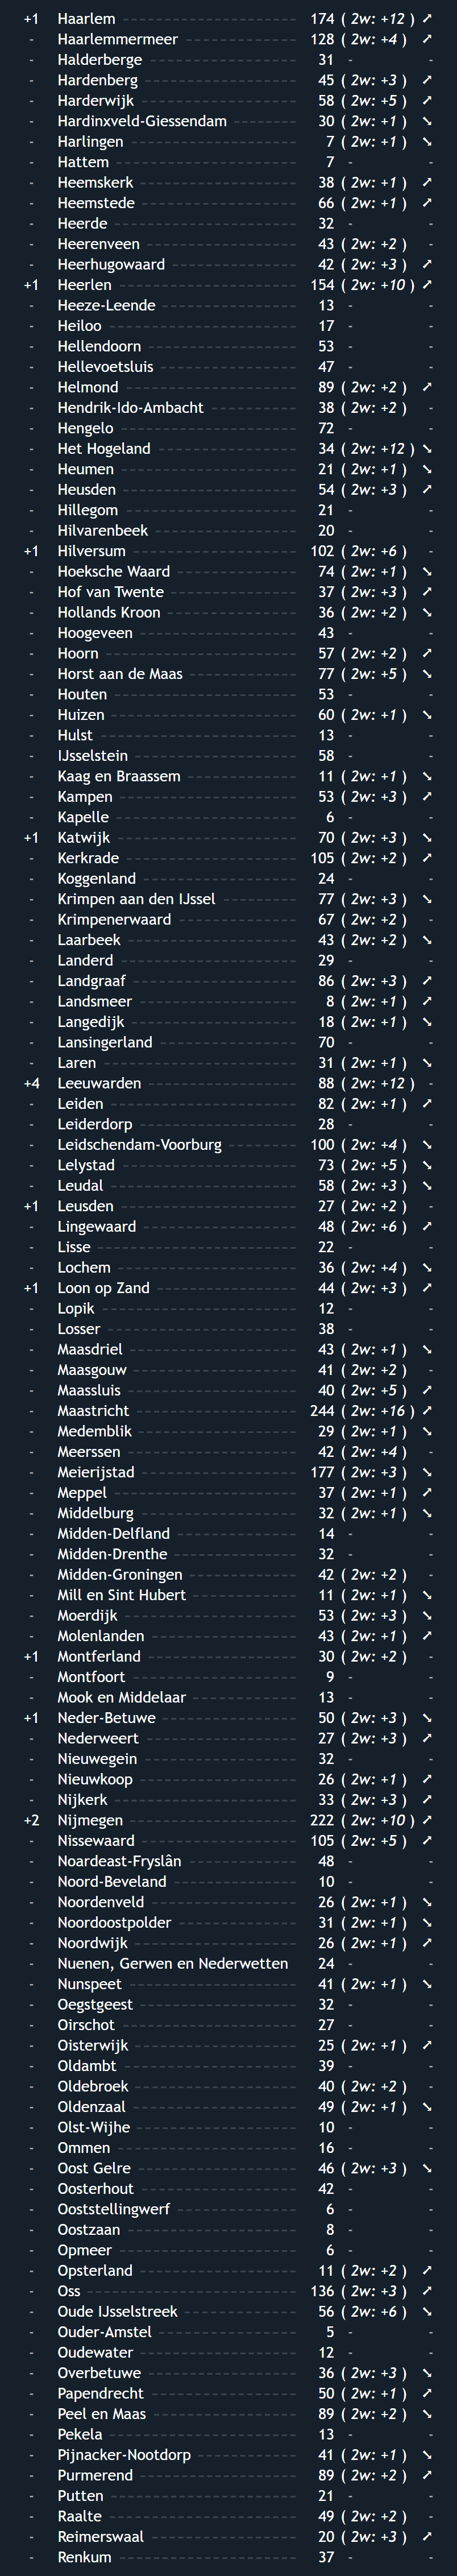 +1 Haarlem 174 ( 2w: +12 ) ➚
- Haarlemmermeer 128 ( 2w: +4 ) ➚
- Halderberge 31 - -
- Hardenberg 45 ( 2w: +3 ) ➚
- Harderwijk 58 ( 2w: +5 ) ➚
- Hardinxveld-Giessendam 30 ( 2w: +1 ) ➘
- Harlingen 7 ( 2w: +1 ) ➘
- Hattem 7 - -
- Heemskerk 38 ( 2w: +1 ) ➚
- Heemstede 66 ( 2w: +1 ) ➚
- Heerde 32 - -
- Heerenveen 43 ( 2w: +2 ) -
- Heerhugowaard 42 ( 2w: +3 ) ➚
+1 Heerlen 154 ( 2w: +10 ) ➚
- Heeze-Leende 13 - -
- Heiloo 17 - -
- Hellendoorn 53 - -
- Hellevoetsluis 47 - -
- Helmond 89 ( 2w: +2 ) ➚
- Hendrik-Ido-Ambacht 38 ( 2w: +2 ) -
- Hengelo 72 - -
- Het Hogeland 34 ( 2w: +12 ) ➘
- Heumen 21 ( 2w: +1 ) ➘
- Heusden 54 ( 2w: +3 ) ➚
- Hillegom 21 - -
- Hilvarenbeek 20 - -
+1 Hilversum 102 ( 2w: +6 ) -
- Hoeksche Waard 74 ( 2w: +1 ) ➘
- Hof van Twente 37 ( 2w: +3 ) ➚
- Hollands Kroon 36 ( 2w: +2 ) ➘
- Hoogeveen 43 - -
- Hoorn 57 ( 2w: +2 ) ➚
- Horst aan de Maas 77 ( 2w: +5 ) ➘
- Houten 53 - -
- Huizen 60 ( 2w: +1 ) ➘
- Hulst 13 - -
- IJsselstein 58 - -
- Kaag en Braassem 11 ( 2w: +1 ) ➘
- Kampen 53 ( 2w: +3 ) ➚
- Kapelle 6 - -
+1 Katwijk 70 ( 2w: +3 ) ➘
- Kerkrade 105 ( 2w: +2 ) ➚
- Koggenland 24 - -
- Krimpen aan den IJssel 77 ( 2w: +3 ) ➘
- Krimpenerwaard 67 ( 2w: +2 ) -
- Laarbeek 43 ( 2w: +2 ) ➘
- Landerd 29 - -
- Landgraaf 86 ( 2w: +3 ) ➚
- Landsmeer 8 ( 2w: +1 ) ➚
- Langedijk 18 ( 2w: +1 ) ➘
- Lansingerland 70 - -
- Laren 31 ( 2w: +1 ) ➘
+4 Leeuwarden 88 ( 2w: +12 ) -
- Leiden 82 ( 2w: +1 ) ➚
- Leiderdorp 28 - -
- Leidschendam-Voorburg 100 ( 2w: +4 ) ➘
- Lelystad 73 ( 2w: +5 ) ➘
- Leudal 58 ( 2w: +3 ) ➘
+1 Leusden 27 ( 2w: +2 ) -
- Lingewaard 48 ( 2w: +6 ) ➚
- Lisse 22 - -
- Lochem 36 ( 2w: +4 ) ➘
+1 Loon op Zand 44 ( 2w: +3 ) ➚
- Lopik 12 - -
- Losser 38 - -
- Maasdriel 43 ( 2w: +1 ) ➘
- Maasgouw 41 ( 2w: +2 ) -
- Maassluis 40 ( 2w: +5 ) ➚
- Maastricht 244 ( 2w: +16 ) ➚
- Medemblik 29 ( 2w: +1 ) ➘
- Meerssen 42 ( 2w: +4 ) -
- Meierijstad 177 ( 2w: +3 ) ➘
- Meppel 37 ( 2w: +1 ) ➚
- Middelburg 32 ( 2w: +1 ) ➘
- Midden-Delfland 14 - -
- Midden-Drenthe 32 - -
- Midden-Groningen 42 ( 2w: +2 ) -
- Mill en Sint Hubert 11 ( 2w: +1 ) ➘
- Moerdijk 53 ( 2w: +3 ) ➘
- Molenlanden 43 ( 2w: +1 ) ➚
+1 Montferland 30 ( 2w: +2 ) -
- Montfoort 9 - -
- Mook en Middelaar 13 - -
+1 Neder-Betuwe 50 ( 2w: +3 ) ➘
- Nederweert 27 ( 2w: +3 ) ➚
- Nieuwegein 32 - -
- Nieuwkoop 26 ( 2w: +1 ) ➚
- Nijkerk 33 ( 2w: +3 ) ➚
+2 Nijmegen 222 ( 2w: +10 ) ➚
- Nissewaard 105 ( 2w: +5 ) ➚
- Noardeast-Fryslân 48 - -
- Noord-Beveland 10 - -
- Noordenveld 26 ( 2w: +1 ) ➘
- Noordoostpolder 31 ( 2w: +1 ) ➘
- Noordwijk 26 ( 2w: +1 ) ➚
- Nuenen, Gerwen en Nederwetten 24 - -
- Nunspeet 41 ( 2w: +1 ) ➘
- Oegstgeest 32 - -
- Oirschot 27 - -
- Oisterwijk 25 ( 2w: +1 ) ➚
- Oldambt 39 - -
- Oldebroek 40 ( 2w: +2 ) -
- Oldenzaal 49 ( 2w: +1 ) ➘
- Olst-Wijhe 10 - -
- Ommen 16 - -
- Oost Gelre 46 ( 2w: +3 ) ➘
- Oosterhout 42 - -
- Ooststellingwerf 6 - -
- Oostzaan 8 - -
- Opmeer 6 - -
- Opsterland 11 ( 2w: +2 ) ➚
- Oss 136 ( 2w: +3 ) ➚
- Oude IJsselstreek 56 ( 2w: +6 ) ➘
- Ouder-Amstel 5 - -
- Oudewater 12 - -
- Overbetuwe 36 ( 2w: +3 ) ➘
- Papendrecht 50 ( 2w: +1 ) ➚
- Peel en Maas 89 ( 2w: +2 ) ➘
- Pekela 13 - -
- Pijnacker-Nootdorp 41 ( 2w: +1 ) ➘
- Purmerend 89 ( 2w: +2 ) ➚
- Putten 21 - -
- Raalte 49 ( 2w: +2 ) -
- Reimerswaal 20 ( 2w: +3 ) ➚
- Renkum 37 - -